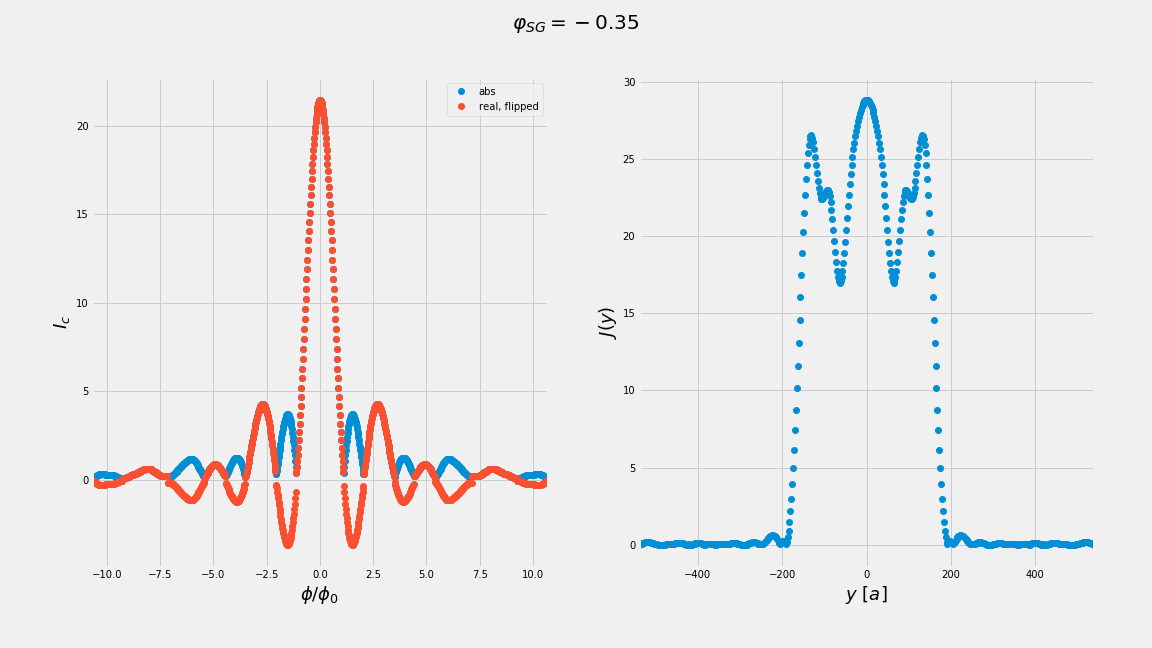 φ_SG = −0.35
abs
real, flipped
I_c
20
15
10
5
0
−10.0 −7.5 −5.0 −2.5 0.0 2.5 5.0 7.5 10.0
ϕ/ϕ_0
J(y)
30
25
20
15
10
5
0
−400 −200 0 200 400
y [a]